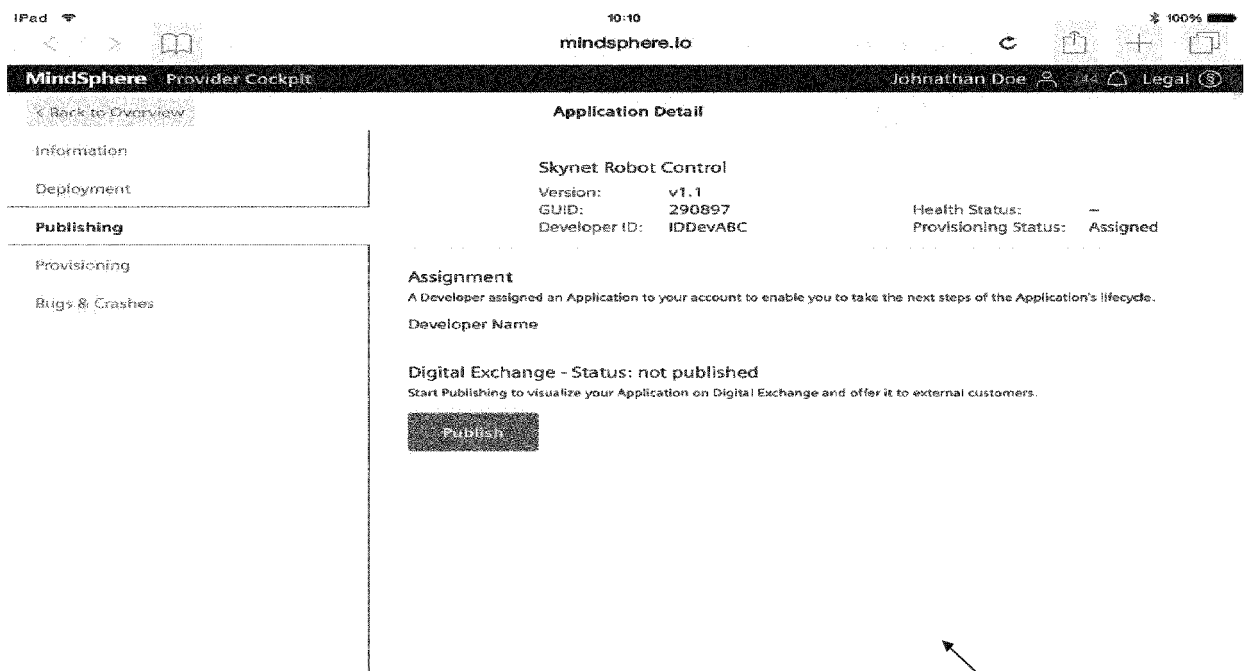 iPad 10:10 100%
mindsphere.io
MindSphere Provider Cockpit Johnathan Doe 44 Legal
< Back to Overview Application Detail
Information
Deployment
Publishing
Provisioning
Bugs & Crashes
Skynet Robot Control
Version: v1.1
GUID: 290897 Health Status: –
Developer ID: IDDevABC Provisioning Status: Assigned
Assignment
A Developer assigned an Application to your account to enable you to take the next steps of the Application's lifecycle.
Developer Name
Digital Exchange - Status: not published
Start Publishing to visualize your Application on Digital Exchange and offer it to external customers.
Publish